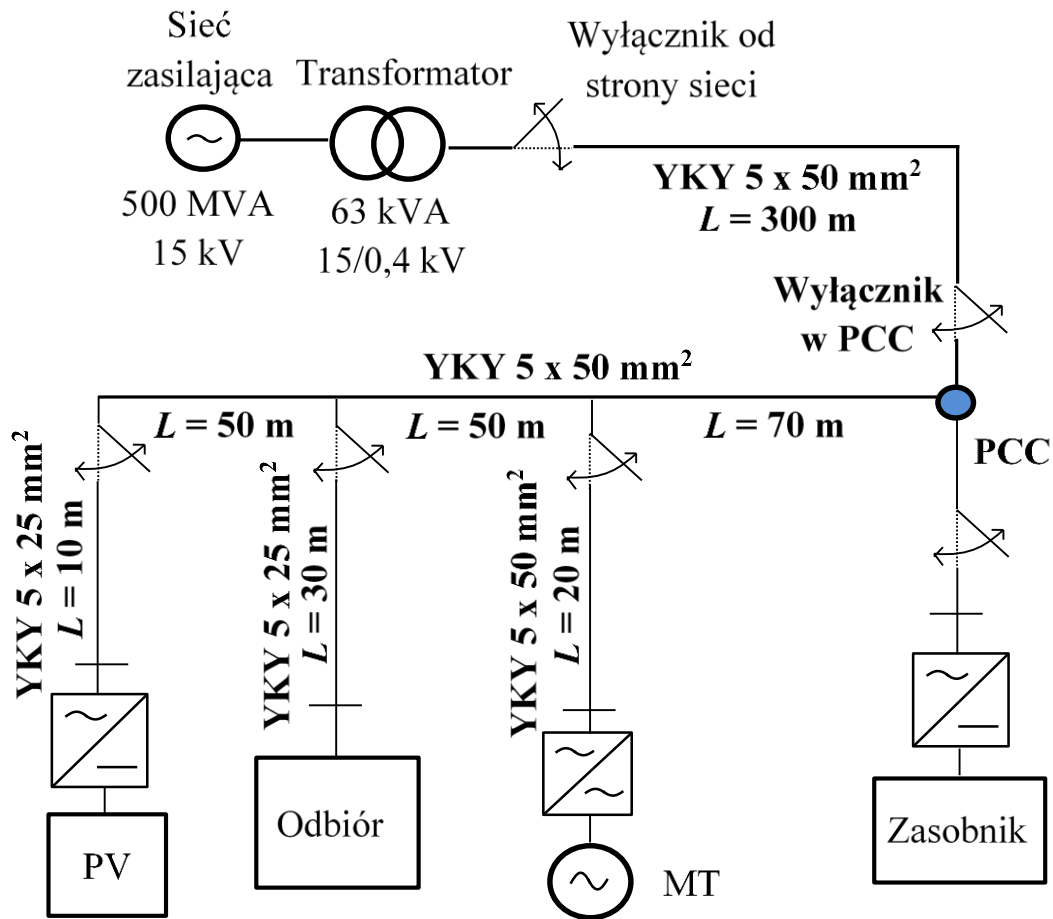 Sieć
zasilająca
Transformator
Wyłącznik od
strony sieci
500 MVA
15 kV
63 kVA
15/0,4 kV
YKY 5 x 50 mm²
L = 300 m
Wyłącznik
w PCC
YKY 5 x 50 mm²
L = 50 m
L = 50 m
L = 70 m
PCC
YKY 5 x 25 mm²
L = 10 m
YKY 5 x 25 mm²
L = 30 m
YKY 5 x 50 mm²
L = 20 m
PV
Odbiór
MT
Zasobnik